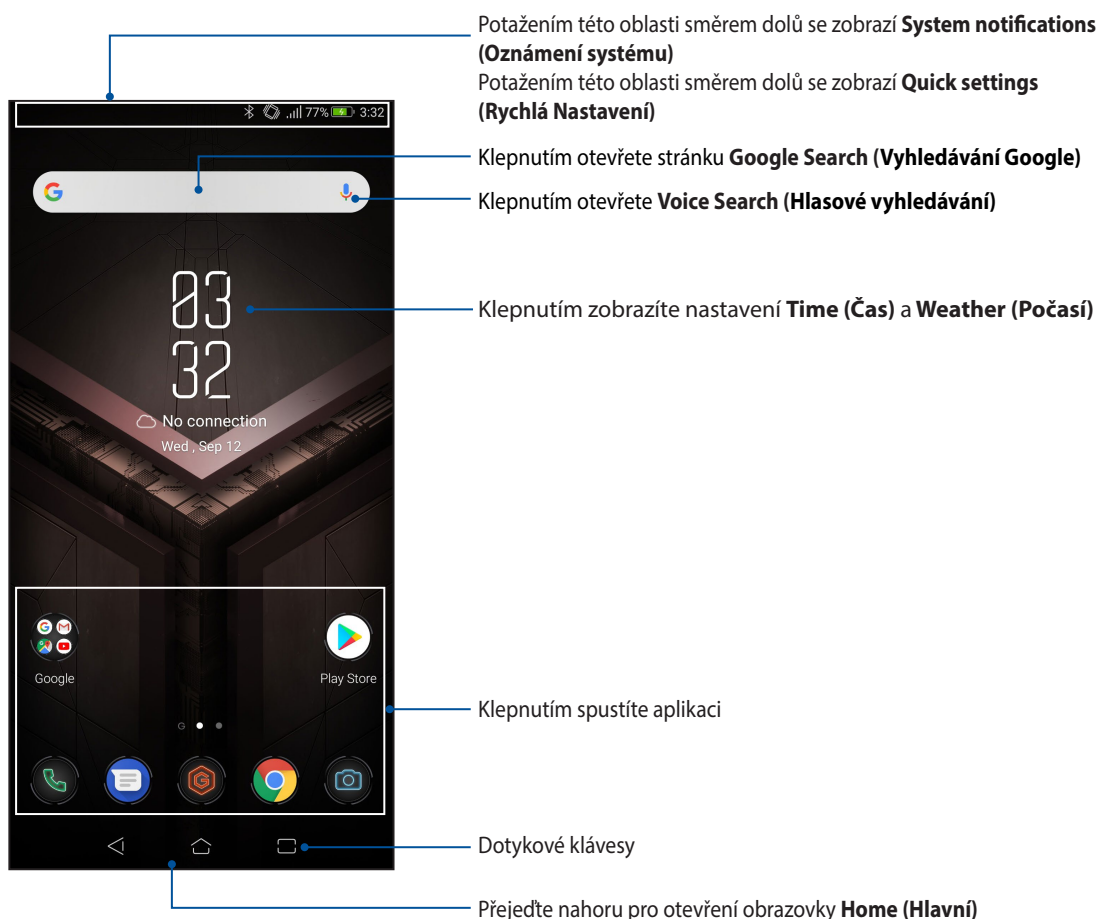 Potažením této oblasti směrem dolů se zobrazí System notifications
(Oznámení systému)
Potažením této oblasti směrem dolů se zobrazí Quick settings
(Rychlá Nastavení)
77% 3:32
Klepnutím otevřete stránku Google Search (Vyhledávání Google)
Klepnutím otevřete Voice Search (Hlasové vyhledávání)
03
32
Klepnutím zobrazíte nastavení Time (Čas) a Weather (Počasí)
No connection
Wed , Sep 12
Google
Play Store
Klepnutím spustíte aplikaci
Dotykové klávesy
Přejeďte nahoru pro otevření obrazovky Home (Hlavní)